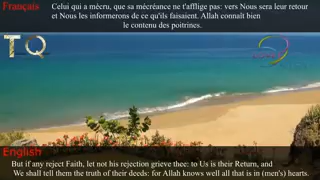 Français
Celui qui a mécru, que sa mécréance ne t'afflige pas: vers Nous sera leur retour
et Nous les informerons de ce qu'ils faisaient. Allah connaît bien
le contenu des poitrines.
TQ
English
But if any reject Faith, let not his rejection grieve thee: to Us is their Return, and
We shall tell them the truth of their deeds: for Allah knows well all that is in (men's) hearts.